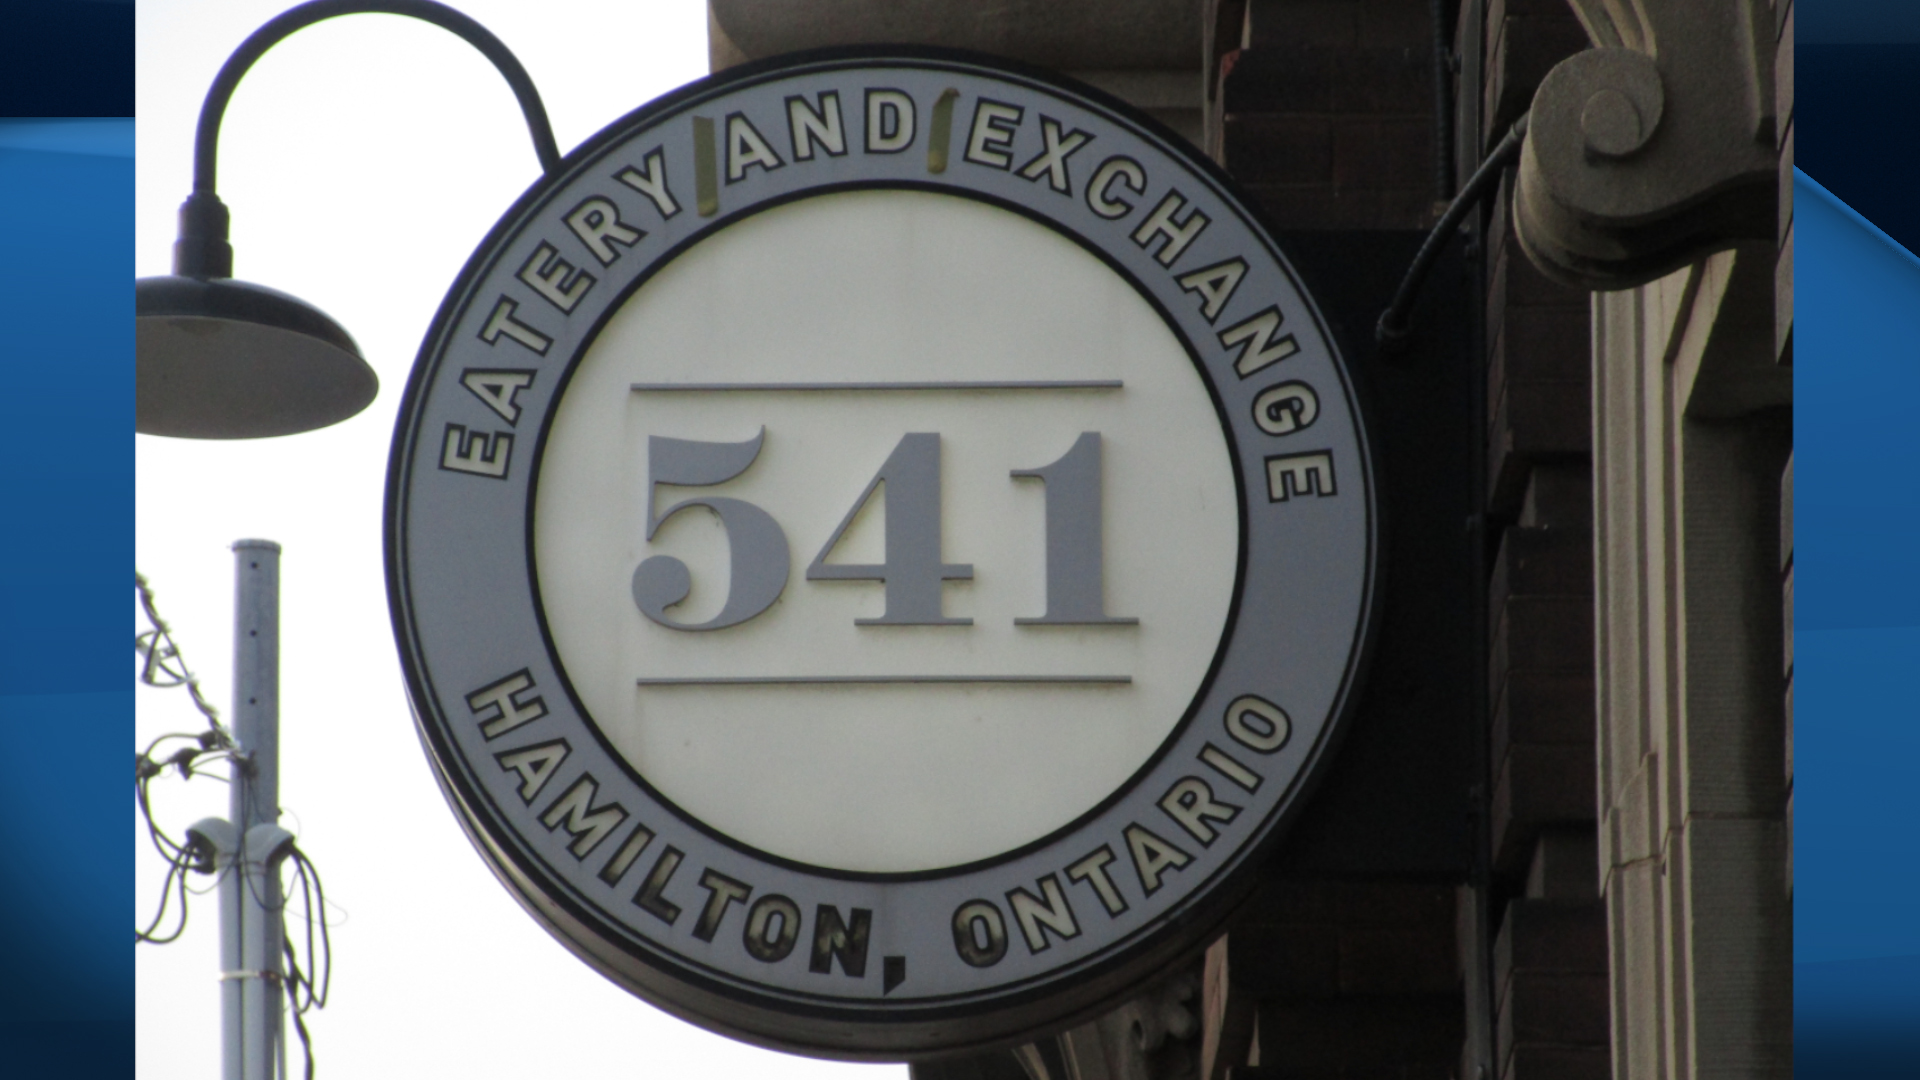 EATERY AND EXCHANGE
541
HAMILTON, ONTARIO